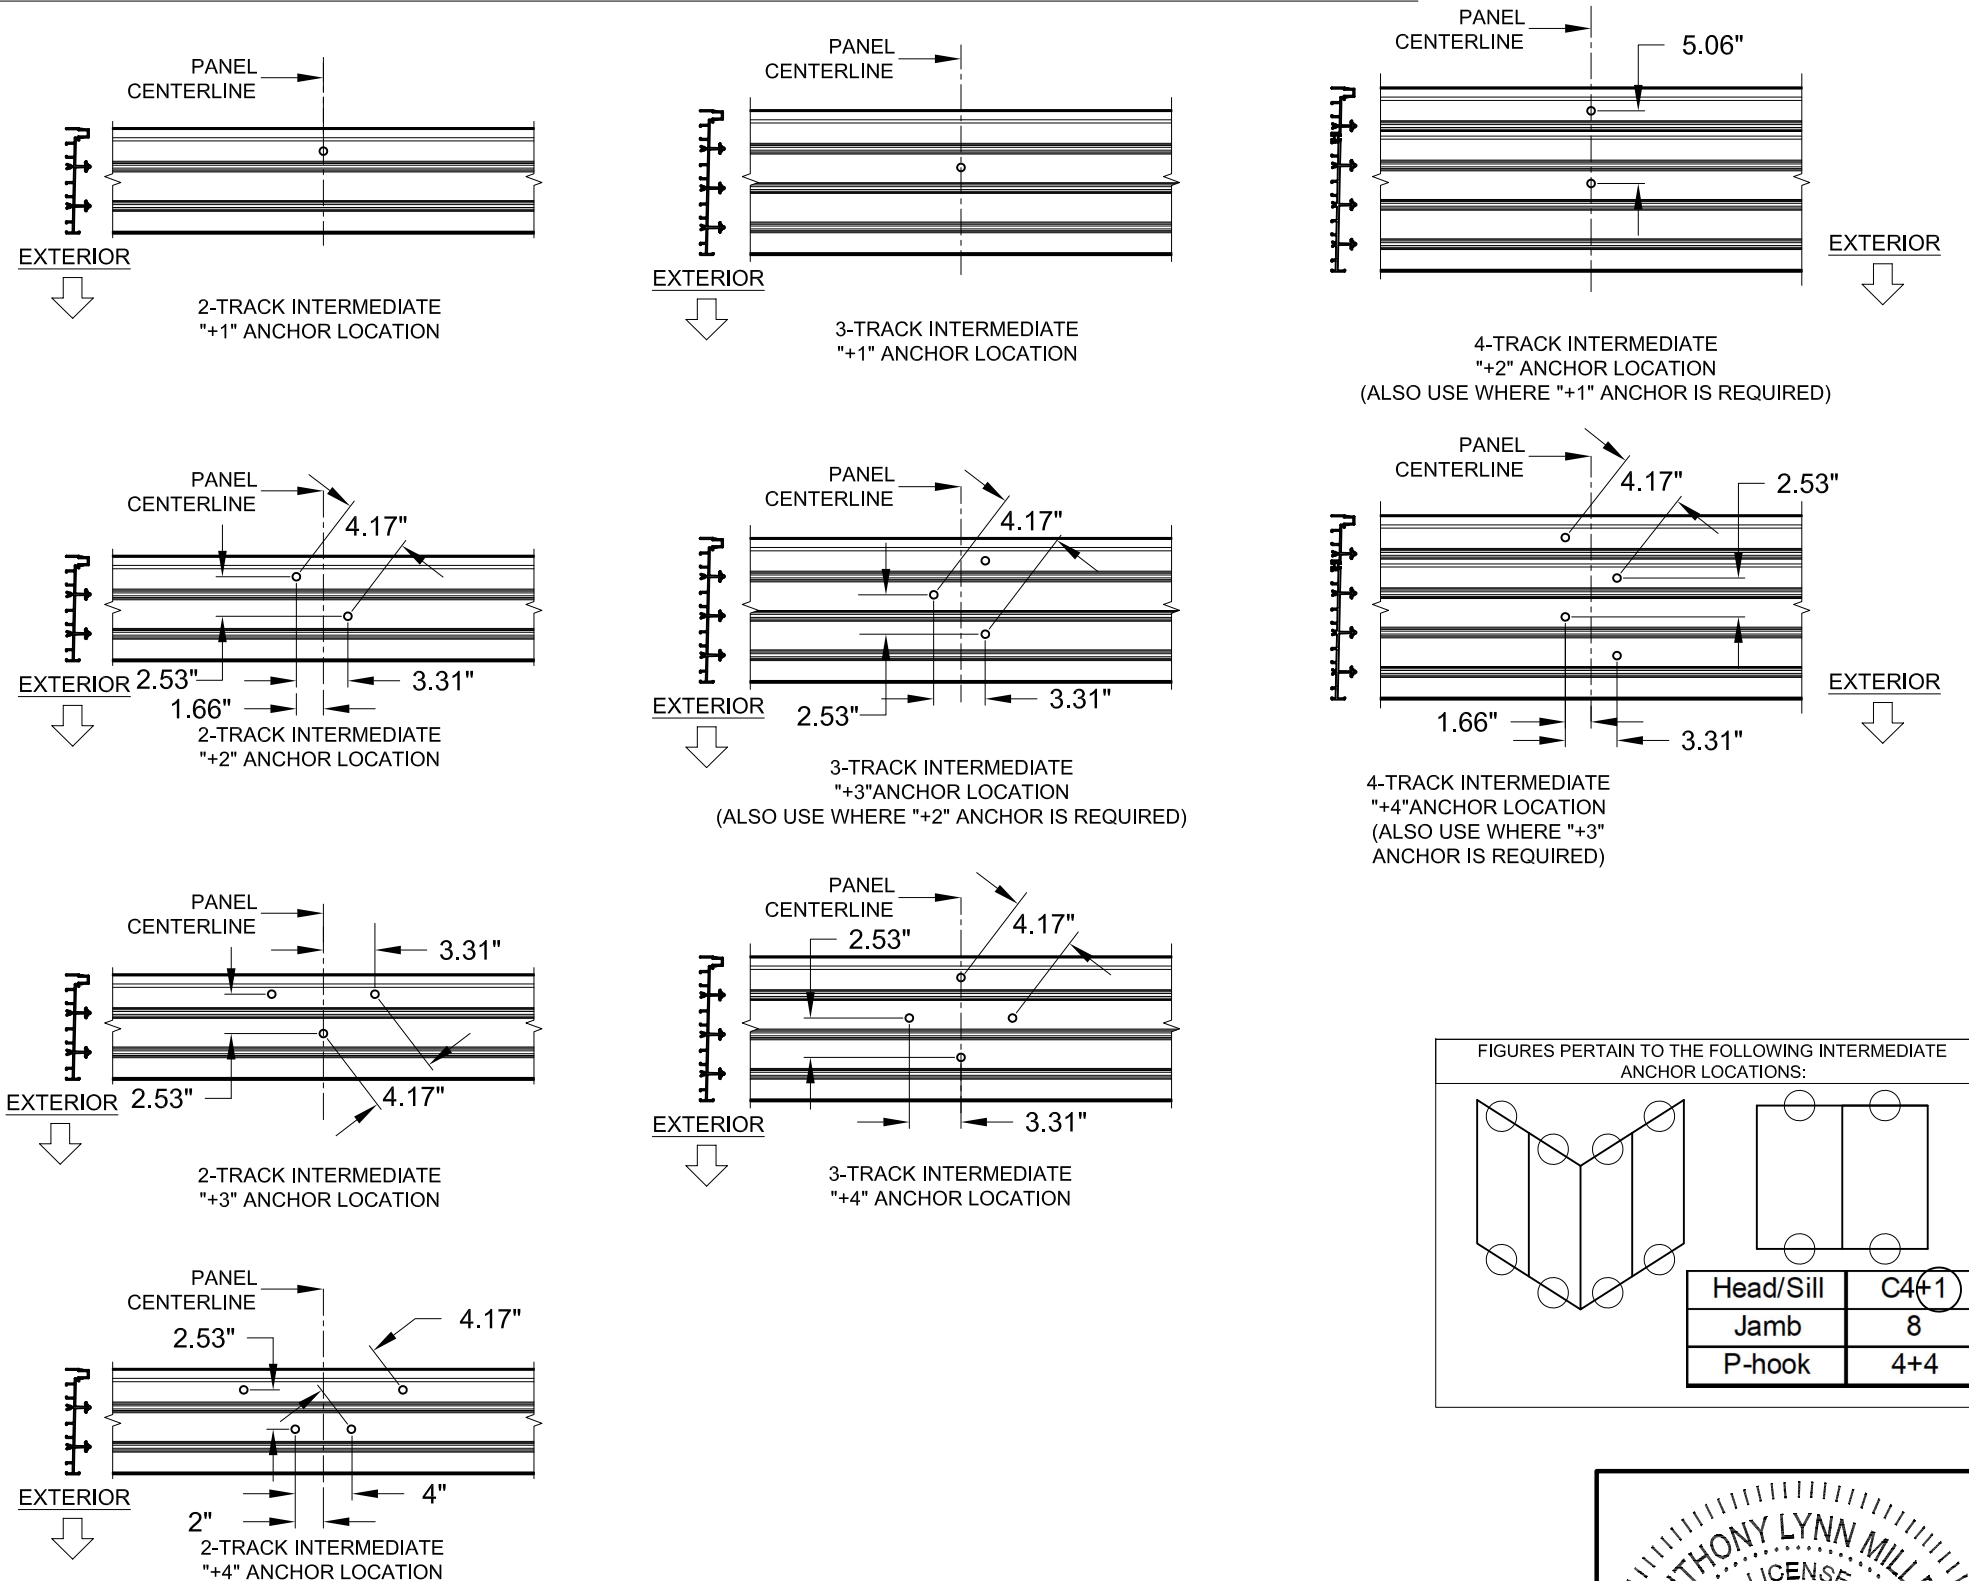 PANEL
CENTERLINE
EXTERIOR
2-TRACK INTERMEDIATE
"+1" ANCHOR LOCATION
PANEL
CENTERLINE
EXTERIOR
3-TRACK INTERMEDIATE
"+1" ANCHOR LOCATION
PANEL
CENTERLINE
5.06"
EXTERIOR
4-TRACK INTERMEDIATE
"+2" ANCHOR LOCATION
(ALSO USE WHERE "+1" ANCHOR IS REQUIRED)
PANEL
CENTERLINE
4.17"
EXTERIOR
2.53"
3.31"
1.66"
2-TRACK INTERMEDIATE
"+2" ANCHOR LOCATION
PANEL
CENTERLINE
4.17"
EXTERIOR
2.53"
3.31"
3-TRACK INTERMEDIATE
"+3"ANCHOR LOCATION
(ALSO USE WHERE "+2" ANCHOR IS REQUIRED)
PANEL
CENTERLINE
4.17"
2.53"
EXTERIOR
1.66"
3.31"
4-TRACK INTERMEDIATE
"+4"ANCHOR LOCATION
(ALSO USE WHERE "+3"
ANCHOR IS REQUIRED)
PANEL
CENTERLINE
3.31"
EXTERIOR
2.53"
4.17"
2-TRACK INTERMEDIATE
"+3" ANCHOR LOCATION
PANEL
CENTERLINE
2.53"
4.17"
EXTERIOR
3.31"
3-TRACK INTERMEDIATE
"+4" ANCHOR LOCATION
FIGURES PERTAIN TO THE FOLLOWING INTERMEDIATE
ANCHOR LOCATIONS:
Head/Sill C4+1
Jamb 8
P-hook 4+4
PANEL
CENTERLINE
2.53"
4.17"
EXTERIOR
4"
2"
2-TRACK INTERMEDIATE
"+4" ANCHOR LOCATION
LYNN